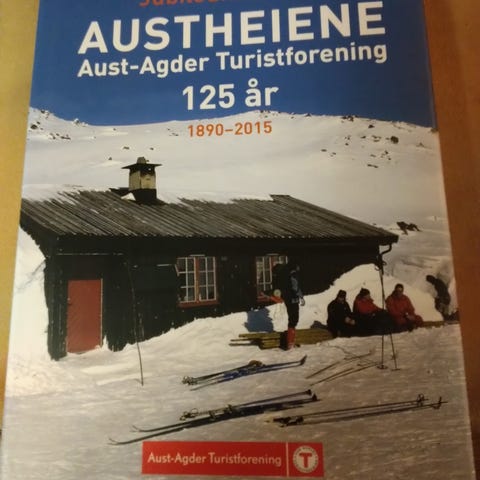 AUSTHEIENE
Aust-Agder Turistforening
125 år
1890–2015
Aust-Agder Turistforening
T